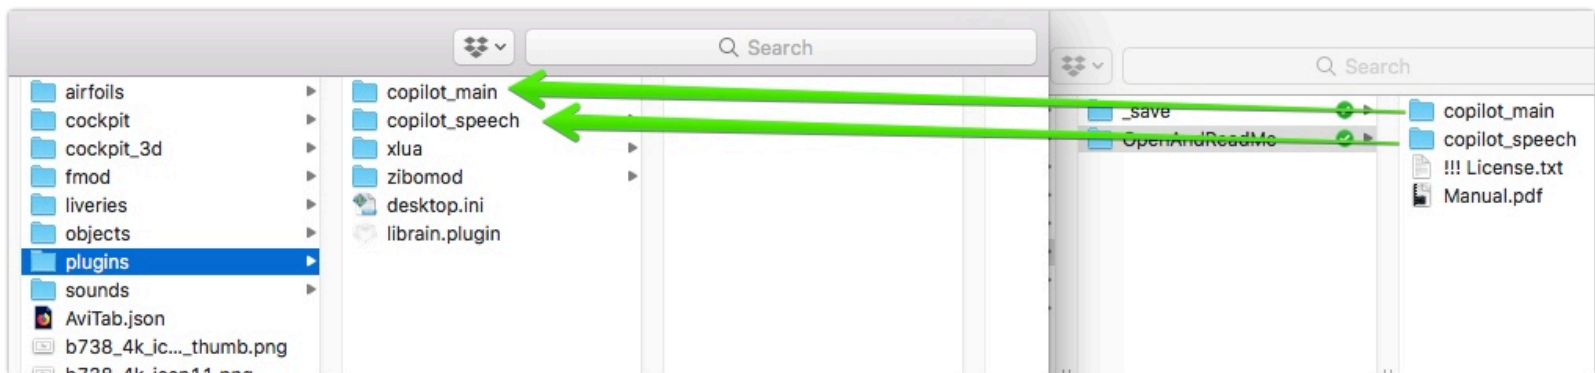 Search
airfoils
cockpit
cockpit_3d
fmod
liveries
objects
plugins
sounds
AviTab.json
b738_4k_ic..._thumb.png
copilot_main
copilot_speech
xlua
zibomod
desktop.ini
librain.plugin
Search
_save
OpenAndReadMe
copilot_main
copilot_speech
!!! License.txt
Manual.pdf